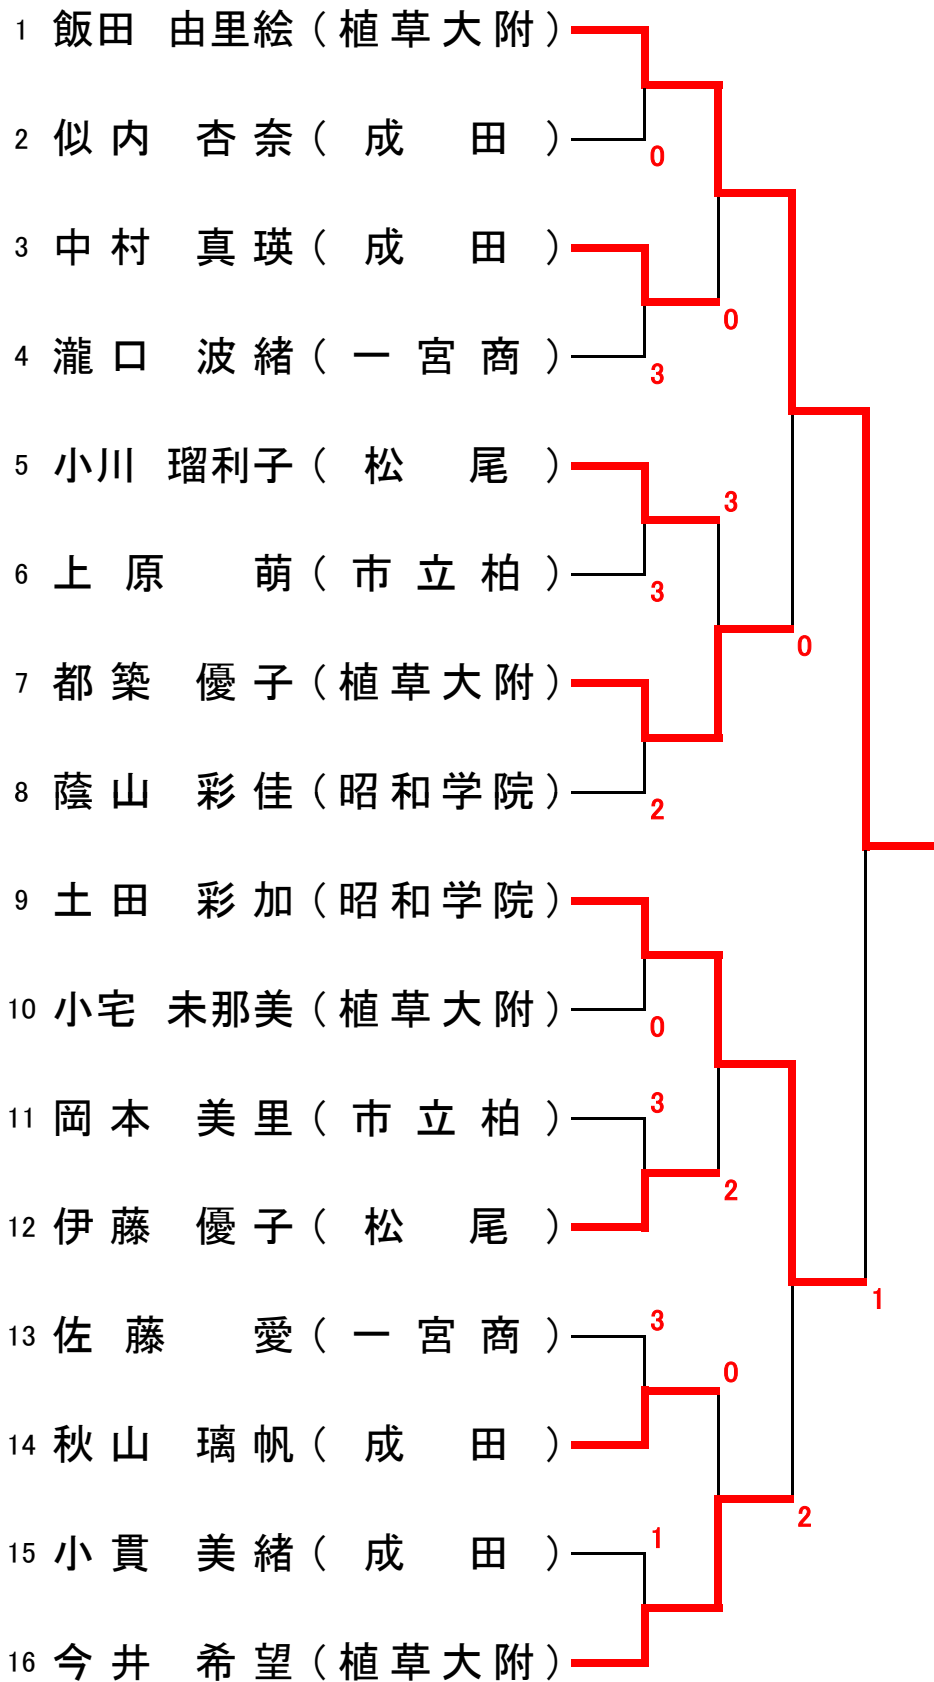 1 飯田 由里絵 ( 植草大附 )
2 似内 杏奈 ( 成田 )
0
3 中村 真瑛 ( 成田 )
0
4 瀧口 波緒 ( 一宮商 )
3
5 小川 瑠利子 ( 松尾 )
3
6 上原 萌 ( 市立柏 )
3
0
7 都築 優子 ( 植草大附 )
8 蔭山 彩佳 ( 昭和学院 )
2
9 土田 彩加 ( 昭和学院 )
10 小宅 未那美 ( 植草大附 )
0
3
11 岡本 美里 ( 市立柏 )
2
12 伊藤 優子 ( 松尾 )
1
3
13 佐藤 愛 ( 一宮商 )
0
14 秋山 璃帆 ( 成田 )
2
1
15 小貫 美緒 ( 成田 )
16 今井 希望 ( 植草大附 )